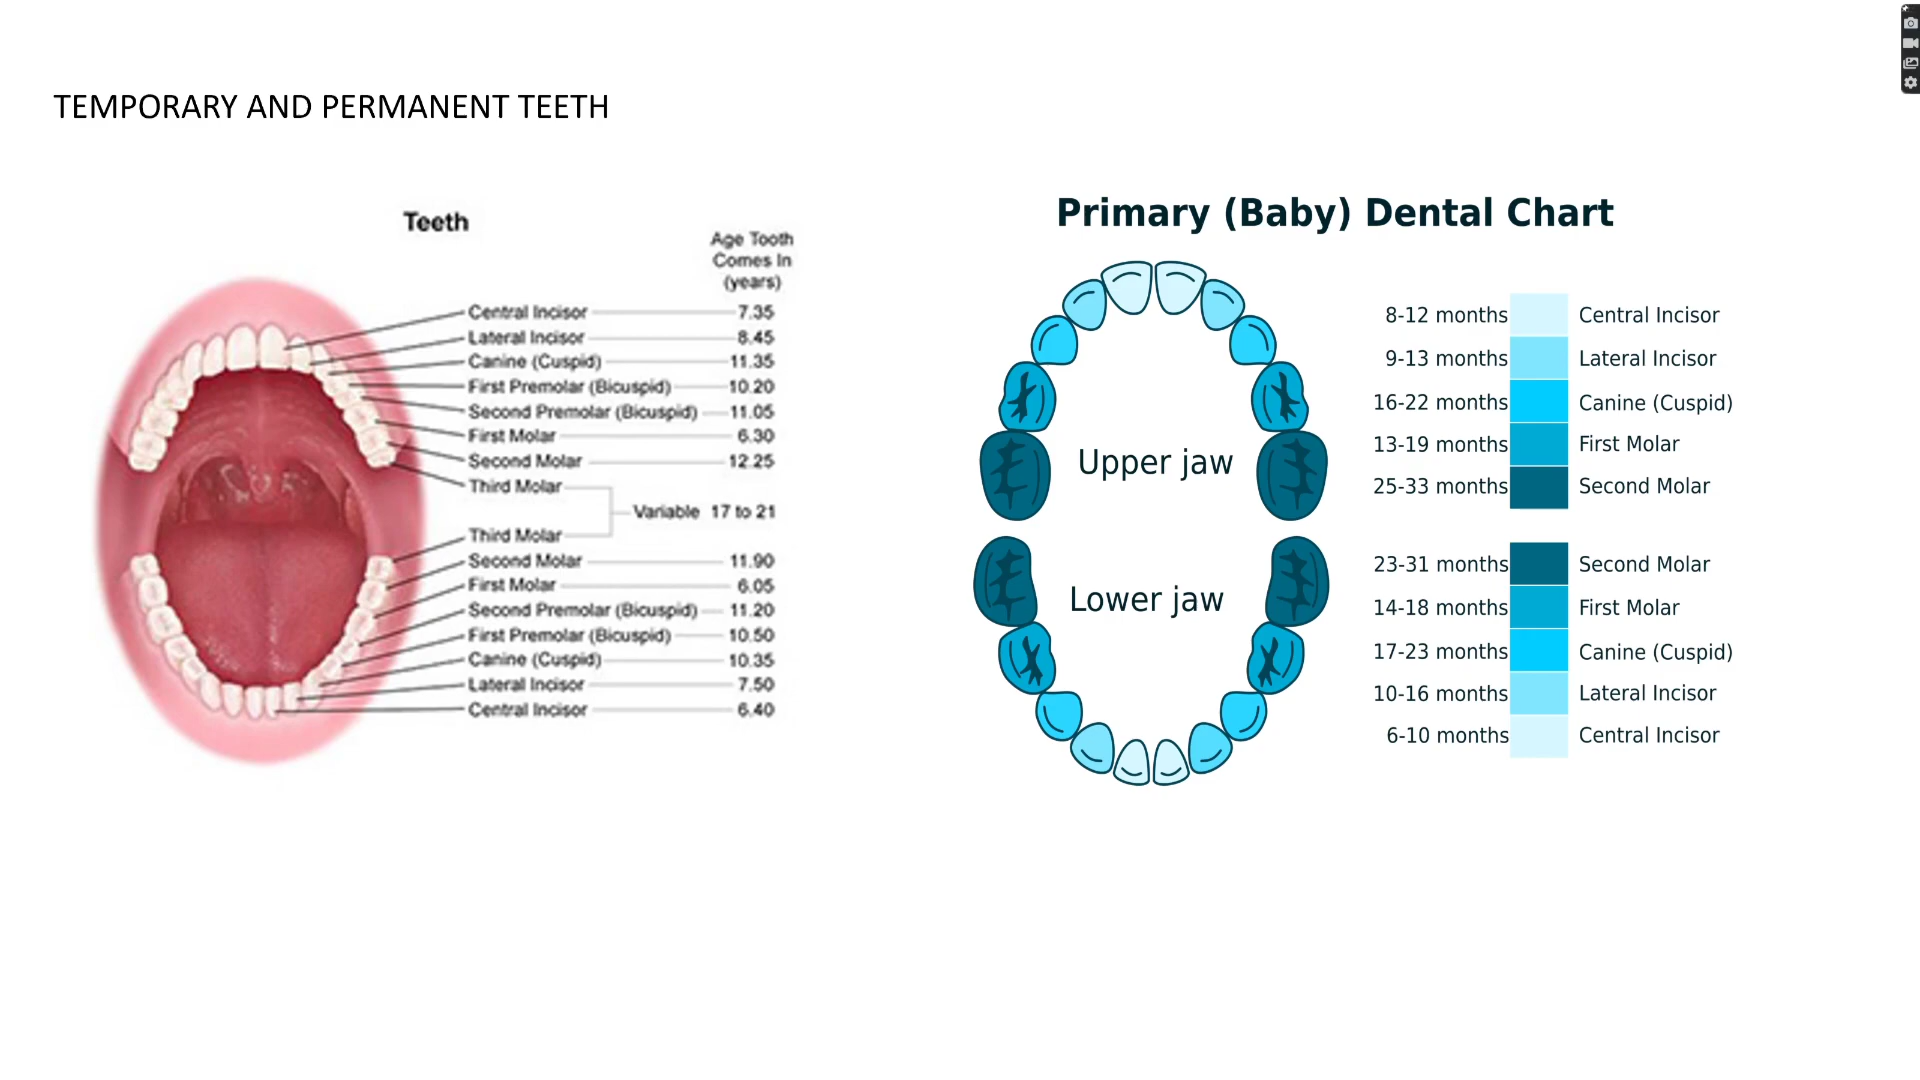 TEMPORARY AND PERMANENT TEETH
Teeth
Age Tooth
Comes In
(years)
Central Incisor 7.35
Lateral Incisor 8.45
Canine (Cuspid) 11.35
First Premolar (Bicuspid) 10.20
Second Premolar (Bicuspid) 11.05
First Molar 6.30
Second Molar 12.25
Third Molar
Variable 17 to 21
Third Molar
Second Molar 11.90
First Molar 6.05
Second Premolar (Bicuspid) 11.20
First Premolar (Bicuspid) 10.50
Canine (Cuspid) 10.35
Lateral Incisor 7.50
Central Incisor 6.40
Primary (Baby) Dental Chart
Upper jaw
Lower jaw
8-12 months Central Incisor
9-13 months Lateral Incisor
16-22 months Canine (Cuspid)
13-19 months First Molar
25-33 months Second Molar
23-31 months Second Molar
14-18 months First Molar
17-23 months Canine (Cuspid)
10-16 months Lateral Incisor
6-10 months Central Incisor